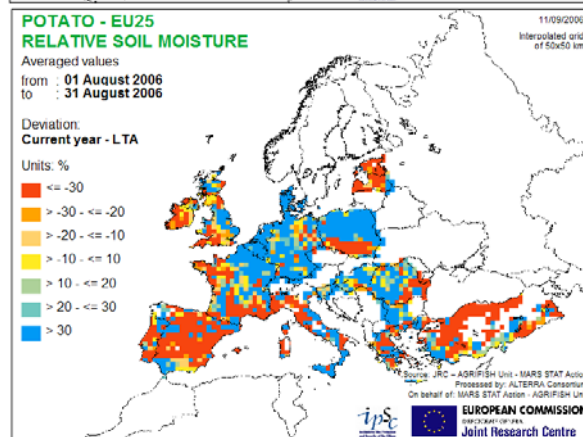 POTATO - EU25
11/09/2006
RELATIVE SOIL MOISTURE
Interpolated grid
of 50x50 km
Averaged values
from : 01 August 2006
to : 31 August 2006
Deviation:
Current year - LTA
Units: %
<= -30
> -30 - <= -20
> -20 - <= -10
> -10 - <= 10
> 10 - <= 20
> 20 - <= 30
> 30
Source: JRC – AGRIFISH Unit - MARS STAT Action
Processed by: ALTERRA Consortium
On behalf of: MARS STAT Action - AGRIFISH Unit
ipsc
EUROPEAN COMMISSION
DIRECTORATE GENERAL
Joint Research Centre